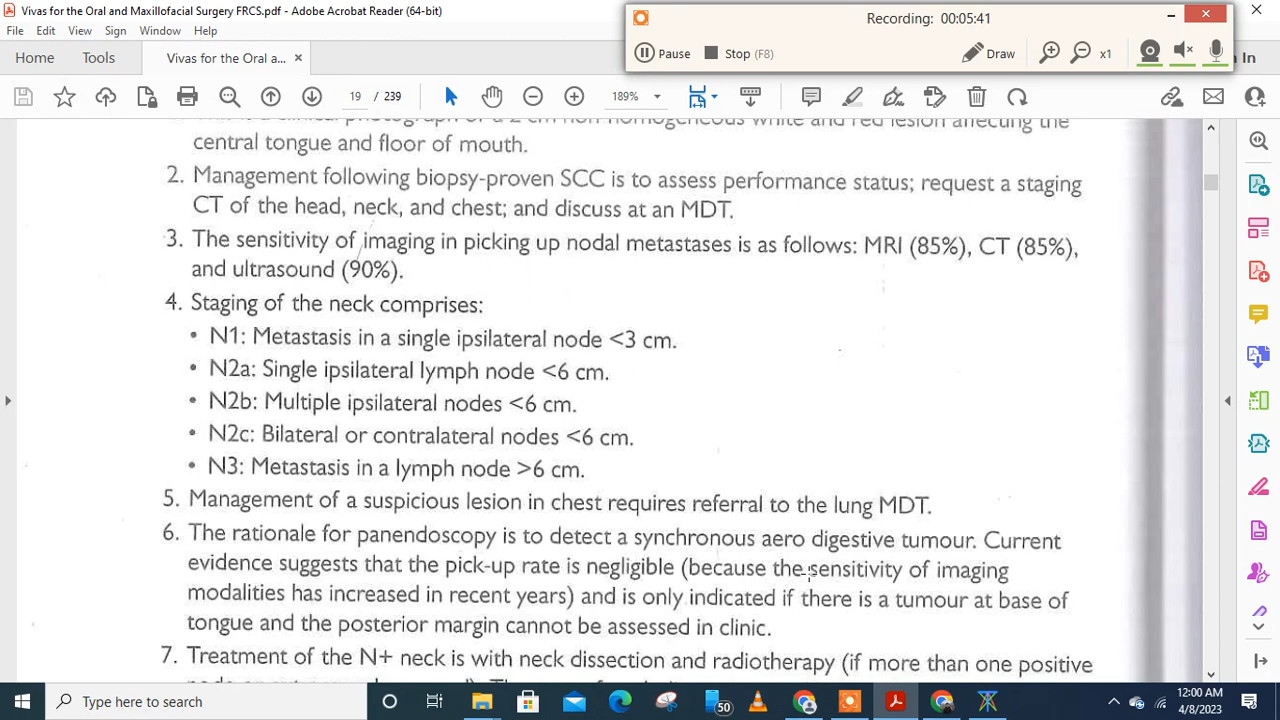 Vivas for the Oral and Maxillofacial Surgery FRCS.pdf - Adobe Acrobat Reader (64-bit)
Recording: 00:05:41
File Edit View Sign Window Help
Pause Stop (F8) Draw x1
Home Tools Vivas for the Oral a... × In
19 / 239 189%
central tongue and floor of mouth.
2. Management following biopsy-proven SCC is to assess performance status; request a staging
CT of the head, neck, and chest; and discuss at an MDT.
3. The sensitivity of imaging in picking up nodal metastases is as follows: MRI (85%), CT (85%),
and ultrasound (90%).
4. Staging of the neck comprises:
• N1: Metastasis in a single ipsilateral node <3 cm.
• N2a: Single ipsilateral lymph node <6 cm.
• N2b: Multiple ipsilateral nodes <6 cm.
• N2c: Bilateral or contralateral nodes <6 cm.
• N3: Metastasis in a lymph node >6 cm.
5. Management of a suspicious lesion in chest requires referral to the lung MDT.
6. The rationale for panendoscopy is to detect a synchronous aero digestive tumour. Current
evidence suggests that the pick-up rate is negligible (because the sensitivity of imaging
modalities has increased in recent years) and is only indicated if there is a tumour at base of
tongue and the posterior margin cannot be assessed in clinic.
7. Treatment of the N+ neck is with neck dissection and radiotherapy (if more than one positive
Type here to search
50
12:00 AM
4/8/2023